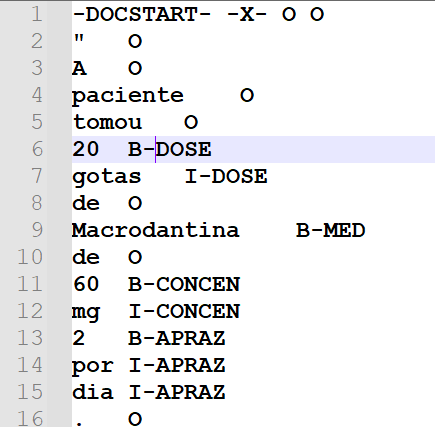 1 -DOCSTART- -X- O O
2 " O
3 A O
4 paciente O
5 tomou O
6 20 B-DOSE
7 gotas I-DOSE
8 de O
9 Macrodantina B-MED
10 de O
11 60 B-CONCEN
12 mg I-CONCEN
13 2 B-APRAZ
14 por I-APRAZ
15 dia I-APRAZ
16 . O